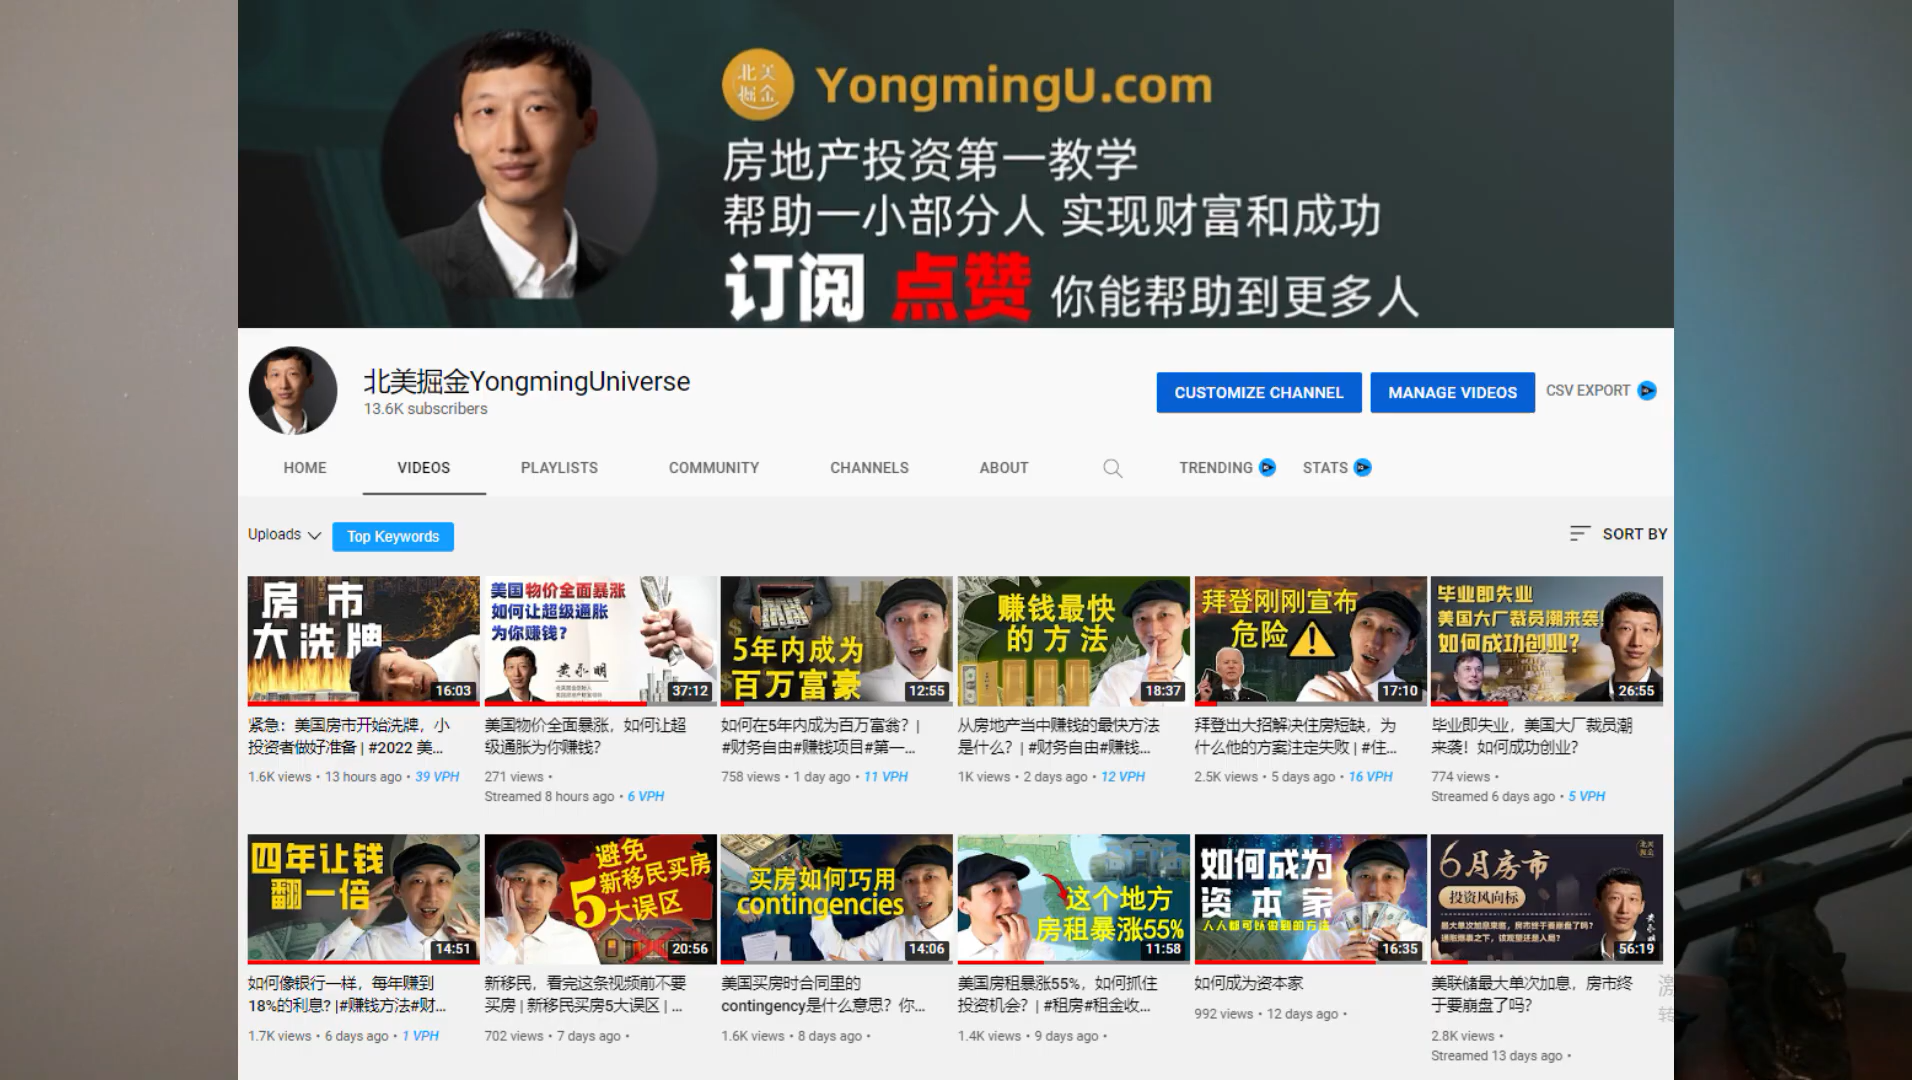 北美
掘金
YongmingU.com
房地产投资第一教学
帮助一小部分人 实现财富和成功
订阅 点赞 你能帮助到更多人
北美掘金YongmingUniverse
13.6K subscribers
CUSTOMIZE CHANNEL
MANAGE VIDEOS
CSV EXPORT
HOME
VIDEOS
PLAYLISTS
COMMUNITY
CHANNELS
ABOUT
TRENDING
STATS
Uploads
Top Keywords
SORT BY
房市
大洗牌
16:03
紧急：美国房市开始洗牌，小
投资者做好准备 | #2022 美...
1.6K views • 13 hours ago • 39 VPH
美国物价全面暴涨
如何让超级通胀
为你赚钱?
黄永明
37:12
美国物价全面暴涨，如何让超
级通胀为你赚钱？
271 views •
Streamed 8 hours ago • 6 VPH
5年内成为
百万富豪
12:55
如何在5年内成为百万富翁？|
#财务自由#赚钱项目#第一...
758 views • 1 day ago • 11 VPH
赚钱最快
的方法
18:37
从房地产当中赚钱的最快方法
是什么？| #财务自由#赚钱...
1K views • 2 days ago • 12 VPH
拜登刚刚宣布
危险
17:10
拜登出大招解决住房短缺，为
什么他的方案注定失败 | #住...
2.5K views • 5 days ago • 16 VPH
毕业即失业
美国大厂裁员潮来袭!
如何成功创业?
26:55
毕业即失业，美国大厂裁员潮
来袭！如何成功创业？
774 views •
Streamed 6 days ago • 5 VPH
四年让钱
翻一倍
14:51
如何像银行一样，每年赚到
18%的利息? |#赚钱方法#财...
1.7K views • 6 days ago • 1 VPH
避免
新移民买房
5大误区
20:56
新移民，看完这条视频前不要
买房 | 新移民买房5大误区 | ...
702 views • 7 days ago •
买房如何巧用
contingencies
14:06
美国买房时合同里的
contingency是什么意思？你...
1.6K views • 8 days ago •
这个地方
房租暴涨55%
11:58
美国房租暴涨55%，如何抓住
投资机会？| #租房#租金收...
1.4K views • 9 days ago •
如何成为
资本家
人人都可以做到的方法
16:35
如何成为资本家
992 views • 12 days ago •
6月房市
投资风向标
黄永明
56:19
美联储最大单次加息，房市终
于要崩盘了吗？
2.8K views •
Streamed 13 days ago •